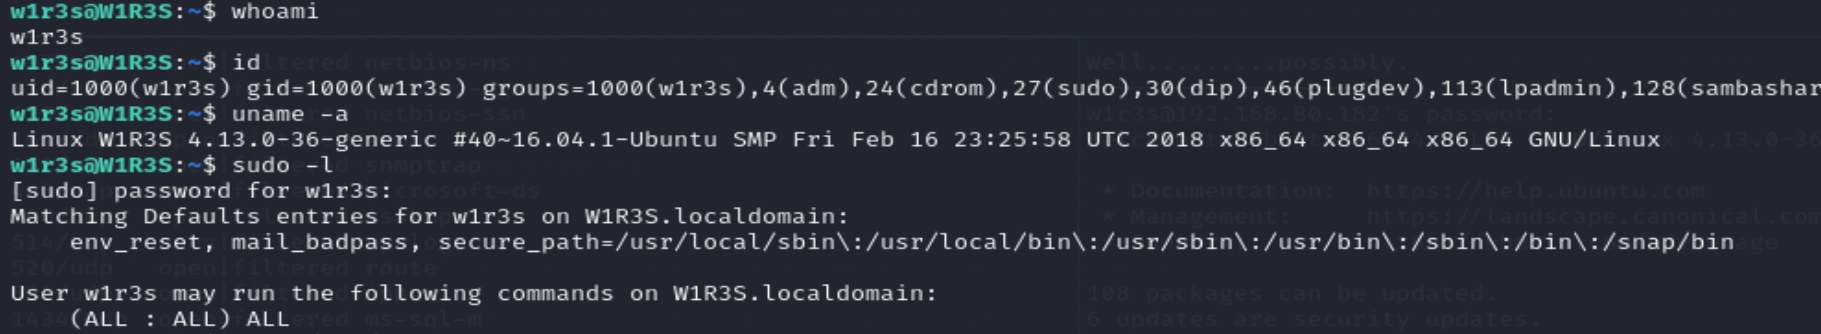 w1r3s@W1R3S:~$ whoami
w1r3s
w1r3s@W1R3S:~$ id
uid=1000(w1r3s) gid=1000(w1r3s) groups=1000(w1r3s),4(adm),24(cdrom),27(sudo),30(dip),46(plugdev),113(lpadmin),128(sambashar
w1r3s@W1R3S:~$ uname -a
Linux W1R3S 4.13.0-36-generic #40~16.04.1-Ubuntu SMP Fri Feb 16 23:25:58 UTC 2018 x86_64 x86_64 x86_64 GNU/Linux
w1r3s@W1R3S:~$ sudo -l
[sudo] password for w1r3s:
Matching Defaults entries for w1r3s on W1R3S.localdomain:
    env_reset, mail_badpass, secure_path=/usr/local/sbin\:/usr/local/bin\:/usr/sbin\:/usr/bin\:/sbin\:/bin\:/snap/bin
User w1r3s may run the following commands on W1R3S.localdomain:
    (ALL : ALL) ALL